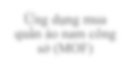 Ứng dụng mua
quần áo nam công
sở (MOF)